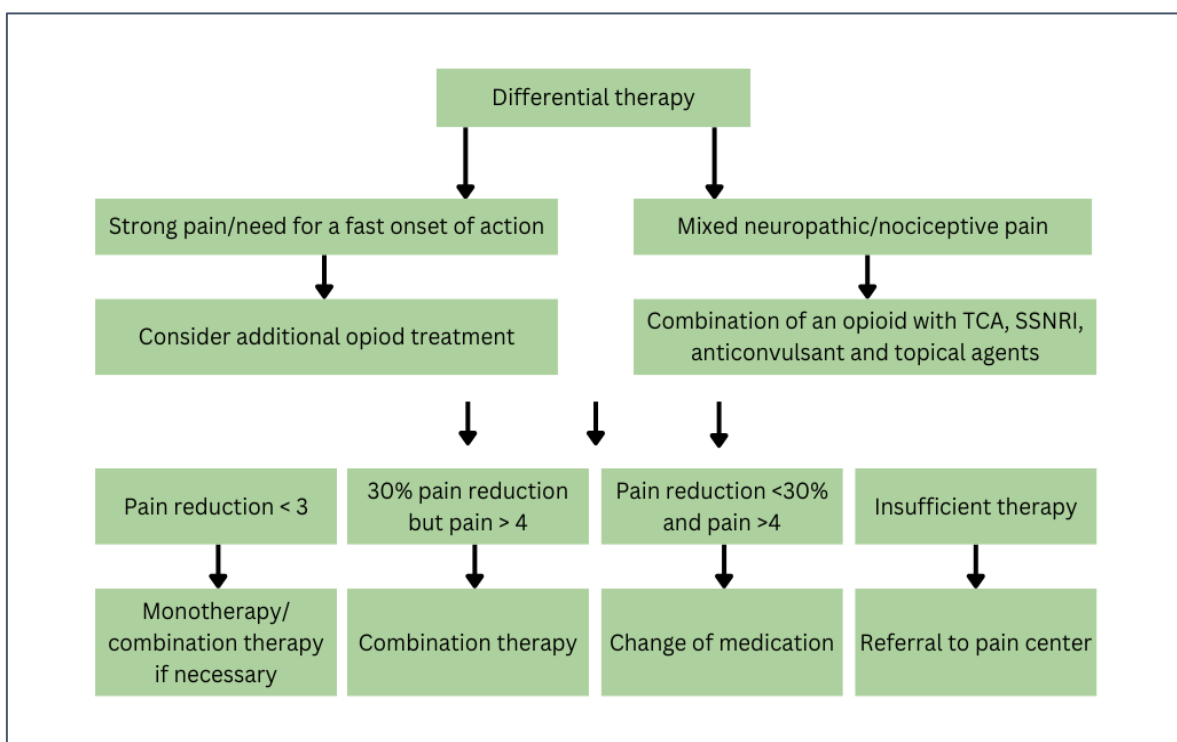 Differential therapy
Strong pain/need for a fast onset of action
Mixed neuropathic/nociceptive pain
Consider additional opiod treatment
Combination of an opioid with TCA, SSNRI,
anticonvulsant and topical agents
Pain reduction < 3
30% pain reduction
but pain > 4
Pain reduction <30%
and pain >4
Insufficient therapy
Monotherapy/
combination therapy
if necessary
Combination therapy
Change of medication
Referral to pain center